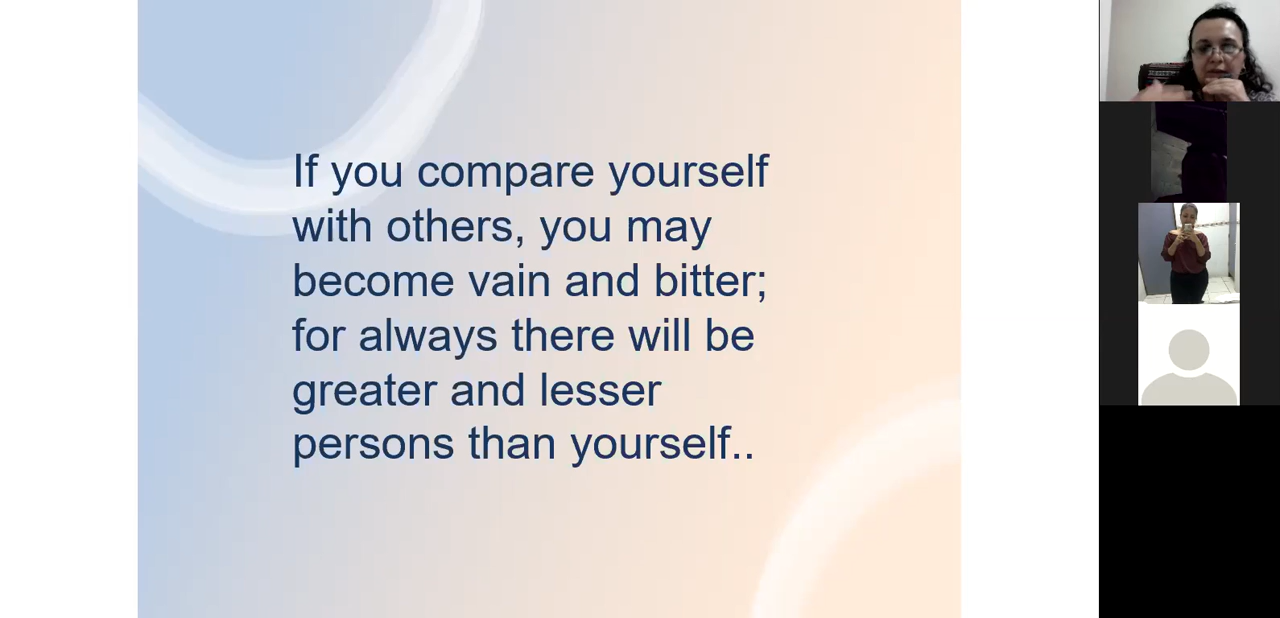 If you compare yourself
with others, you may
become vain and bitter;
for always there will be
greater and lesser
persons than yourself..